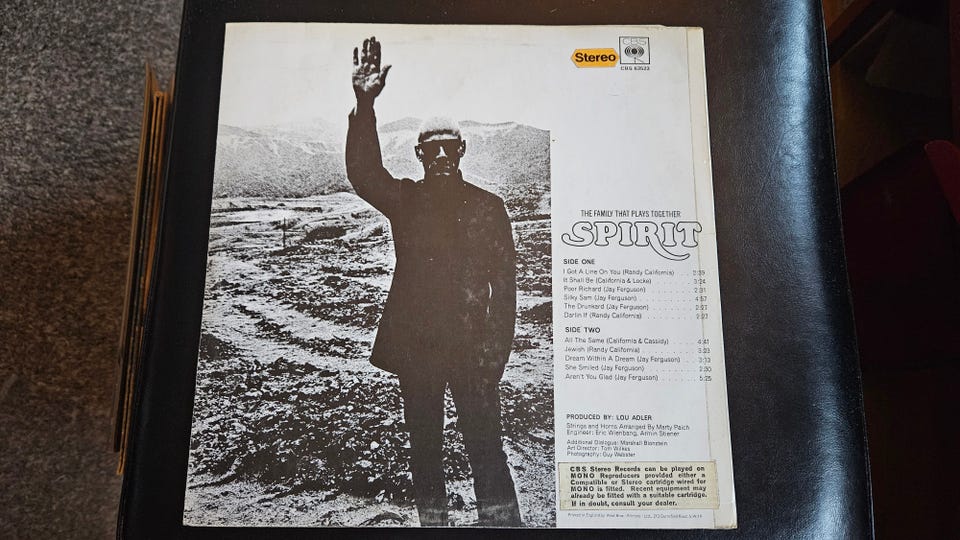 Stereo
CBS
CBS 63523
THE FAMILY THAT PLAYS TOGETHER
SPIRIT
SIDE ONE
I Got A Line On You (Randy California) . . 2:39
It Shall Be (California & Locke) . . . . . . 3:24
Poor Richard (Jay Ferguson) . . . . . . . 2:31
Silky Sam (Jay Ferguson) . . . . . . . . 4:57
The Drunkard (Jay Ferguson) . . . . . . 2:27
Darlin If (Randy California) . . . . . . . 2:27
SIDE TWO
All The Same (California & Cassidy) . . . . 4:41
Jewish (Randy California) . . . . . . . . 3:23
Dream Within A Dream (Jay Ferguson) . . 3:13
She Smiled (Jay Ferguson) . . . . . . . 2:30
Aren't You Glad (Jay Ferguson) . . . . . . 5:25
PRODUCED BY: LOU ADLER
Strings and Horns Arranged By Marty Paich
Engineer: Eric Wienbang, Armin Stiener
Additional Dialogue: Marshall Blonstein
Art Director: Tom Wilkes
Photography: Guy Webster
CBS Stereo Records can be played on
MONO Reproducers provided either a
Compatible or Stereo cartridge wired for
MONO is fitted. Recent equipment may
already be fitted with a suitable cartridge.
If in doubt, consult your dealer.